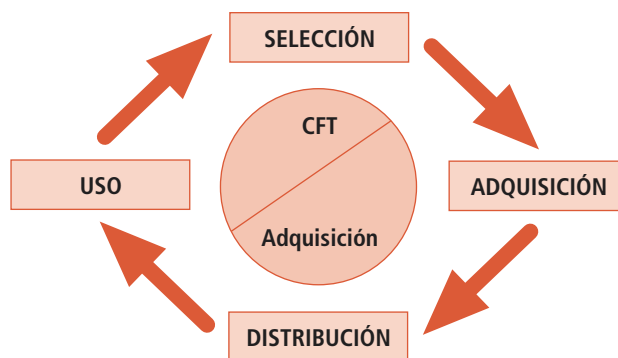 SELECCIÓN
CFT
USO
ADQUISICIÓN
Adquisición
DISTRIBUCIÓN